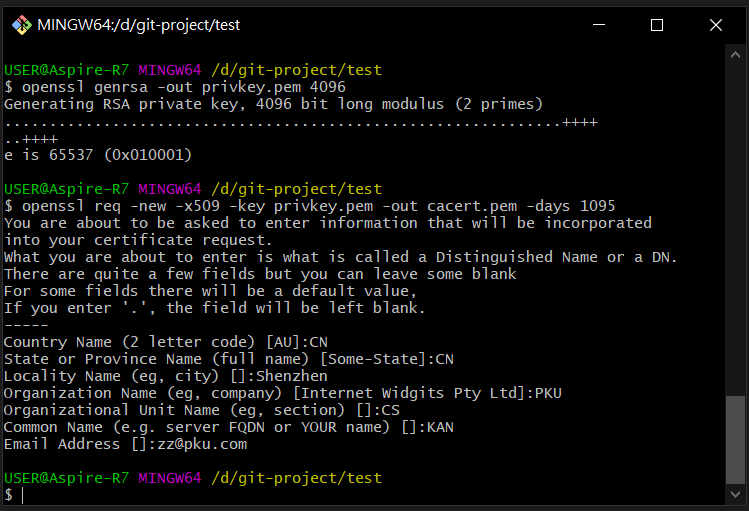 MINGW64:/d/git-project/test
USER@Aspire-R7 MINGW64 /d/git-project/test
$ openssl genrsa -out privkey.pem 4096
Generating RSA private key, 4096 bit long modulus (2 primes)
..............................................................++++
..++++
e is 65537 (0x010001)
USER@Aspire-R7 MINGW64 /d/git-project/test
$ openssl req -new -x509 -key privkey.pem -out cacert.pem -days 1095
You are about to be asked to enter information that will be incorporated
into your certificate request.
What you are about to enter is what is called a Distinguished Name or a DN.
There are quite a few fields but you can leave some blank
For some fields there will be a default value,
If you enter '.', the field will be left blank.
-----
Country Name (2 letter code) [AU]:CN
State or Province Name (full name) [Some-State]:CN
Locality Name (eg, city) []:Shenzhen
Organization Name (eg, company) [Internet Widgits Pty Ltd]:PKU
Organizational Unit Name (eg, section) []:CS
Common Name (e.g. server FQDN or YOUR name) []:KAN
Email Address []:zz@pku.com
USER@Aspire-R7 MINGW64 /d/git-project/test
$